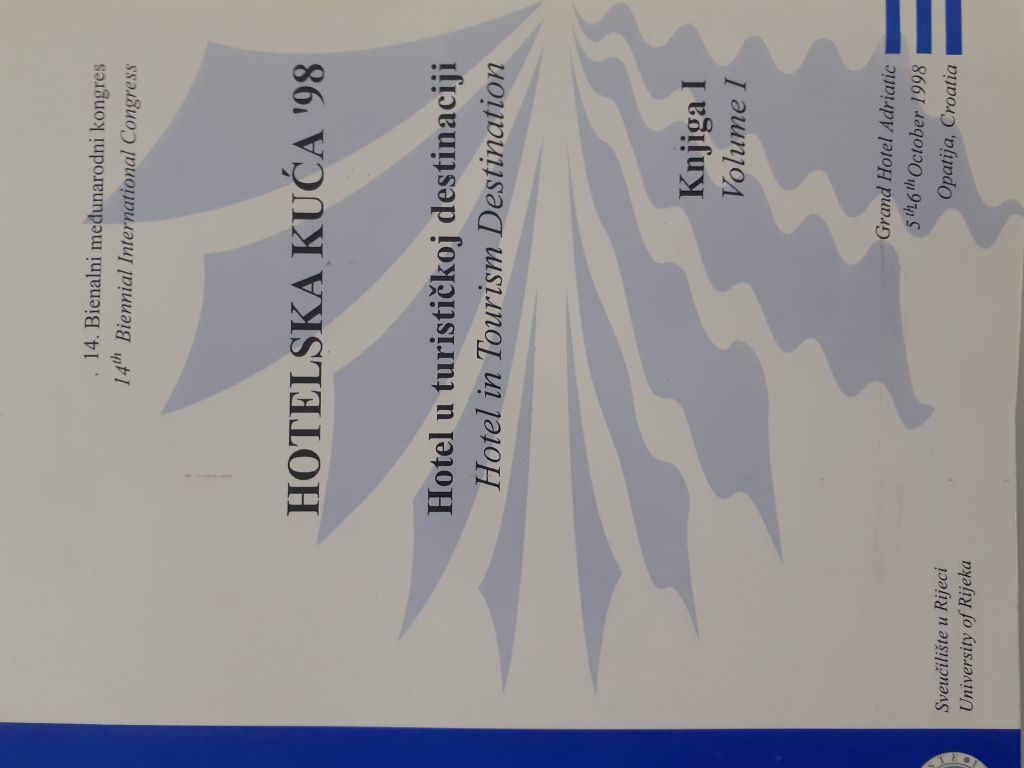 14. Bienalni međunarodni kongres
14th Biennial International Congress
HOTELSKA KUĆA '98
Hotel u turističkoj destinaciji
Hotel in Tourism Destination
Knjiga I
Volume I
Grand Hotel Adriatic
5th-6th October 1998
Opatija, Croatia
Sveučilište u Rijeci
University of Rijeka